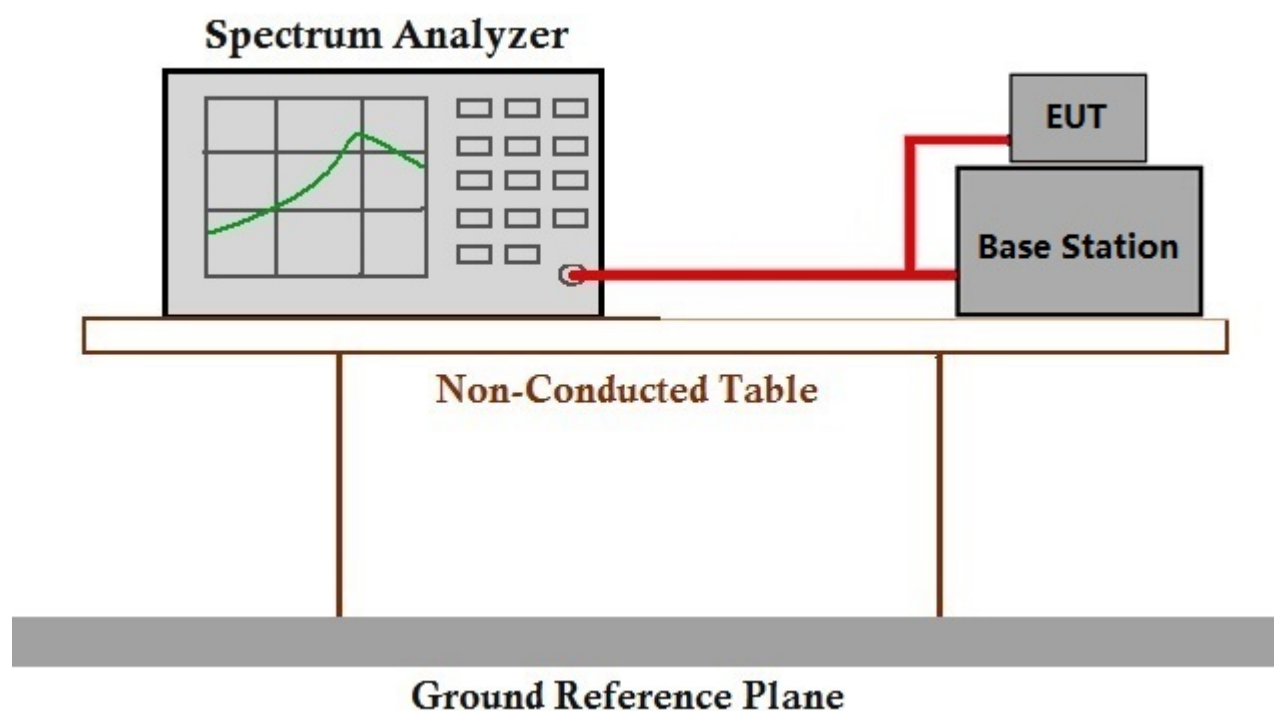 Spectrum Analyzer
EUT
Base Station
Non-Conducted Table
Ground Reference Plane